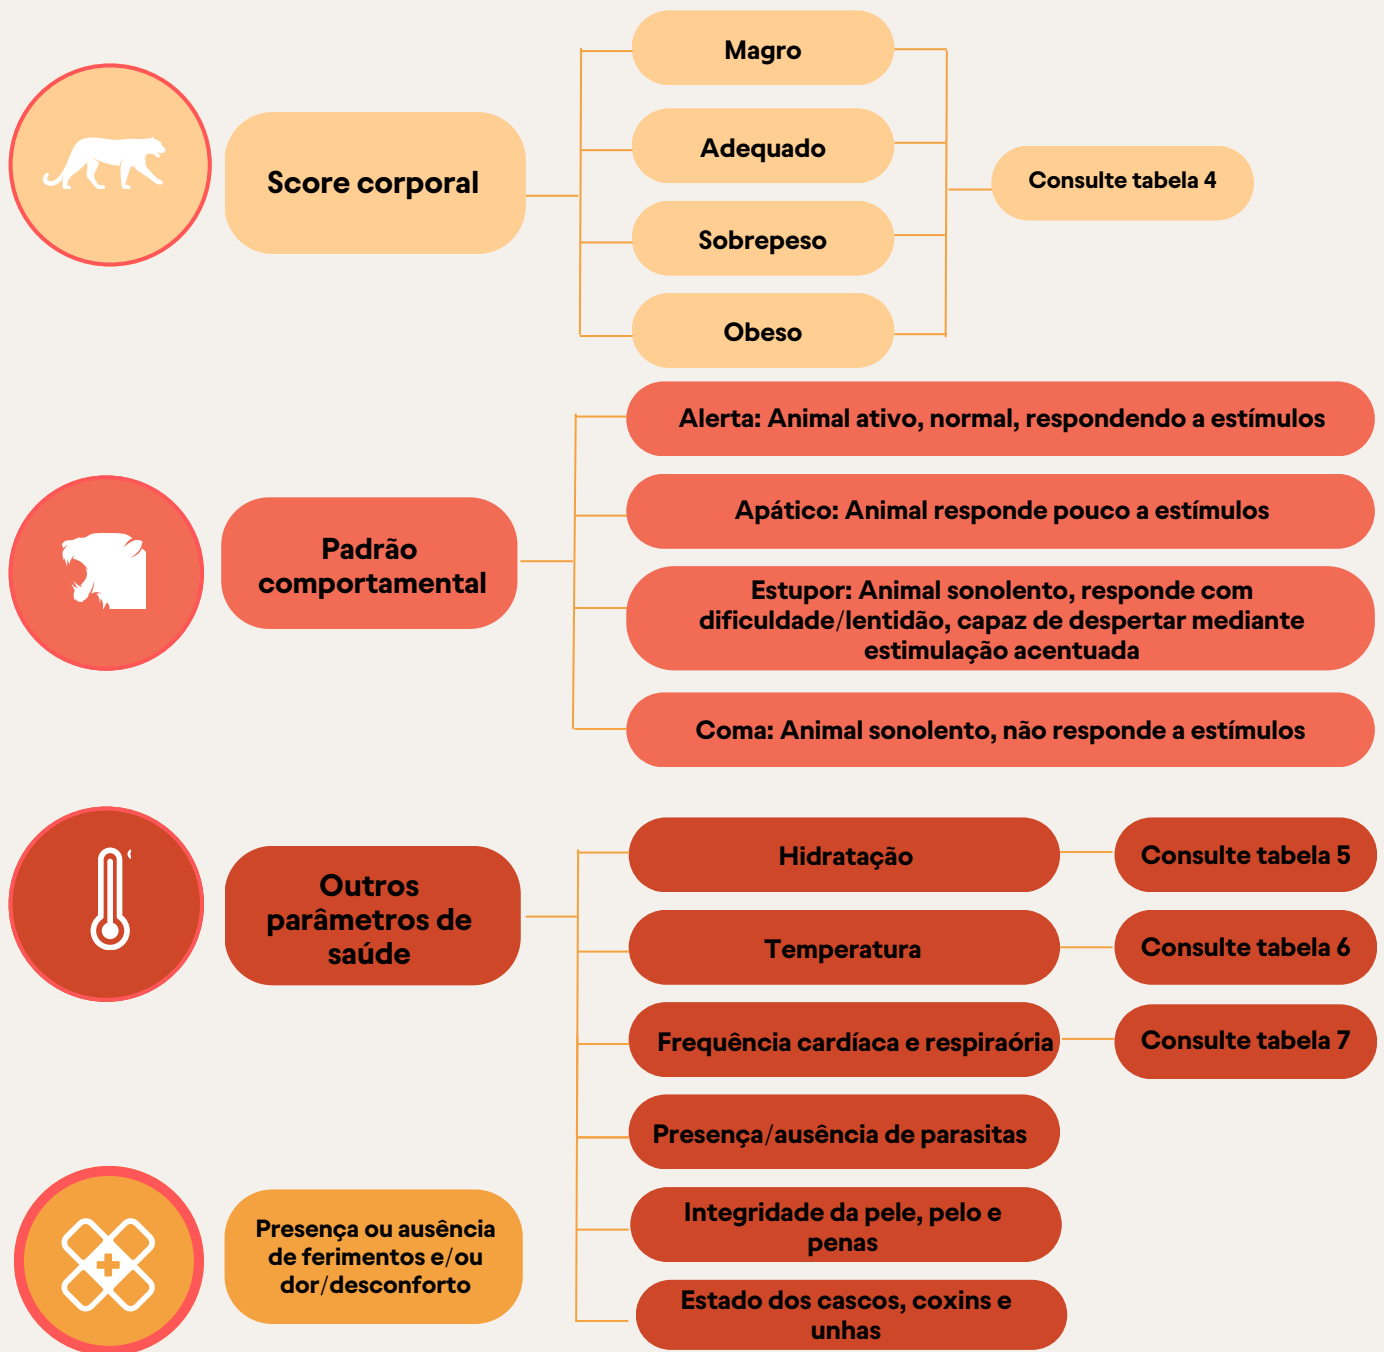 Score corporal
Magro
Adequado
Sobrepeso
Obeso
Consulte tabela 4
Padrão
comportamental
Alerta: Animal ativo, normal, respondendo a estímulos
Apático: Animal responde pouco a estímulos
Estupor: Animal sonolento, responde com
dificuldade/lentidão, capaz de despertar mediante
estimulação acentuada
Coma: Animal sonolento, não responde a estímulos
Outros
parâmetros de
saúde
Hidratação
Consulte tabela 5
Temperatura
Consulte tabela 6
Frequência cardíaca e respiraória
Consulte tabela 7
Presença/ausência de parasitas
Integridade da pele, pelo e
penas
Estado dos cascos, coxins e
unhas
Presença ou ausência
de ferimentos e/ou
dor/desconforto